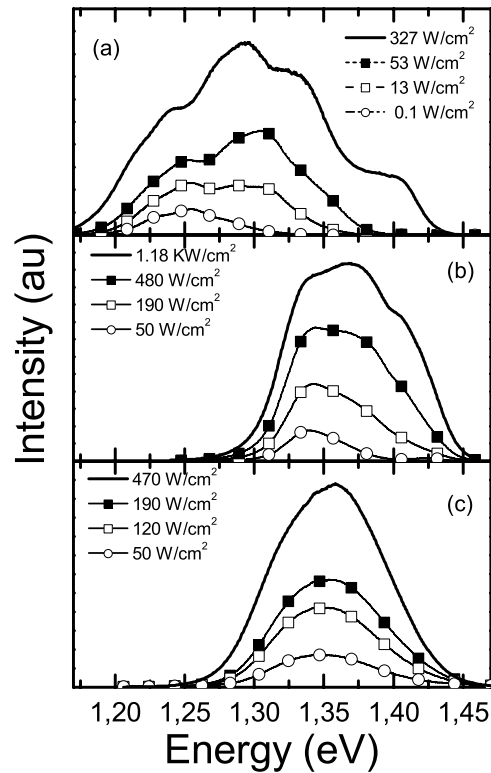 (a)
327 W/cm²
53 W/cm²
13 W/cm²
0.1 W/cm²
(b)
1.18 KW/cm²
480 W/cm²
190 W/cm²
50 W/cm²
(c)
470 W/cm²
190 W/cm²
120 W/cm²
50 W/cm²
Intensity (au)
1,20 1,25 1,30 1,35 1,40 1,45
Energy (eV)